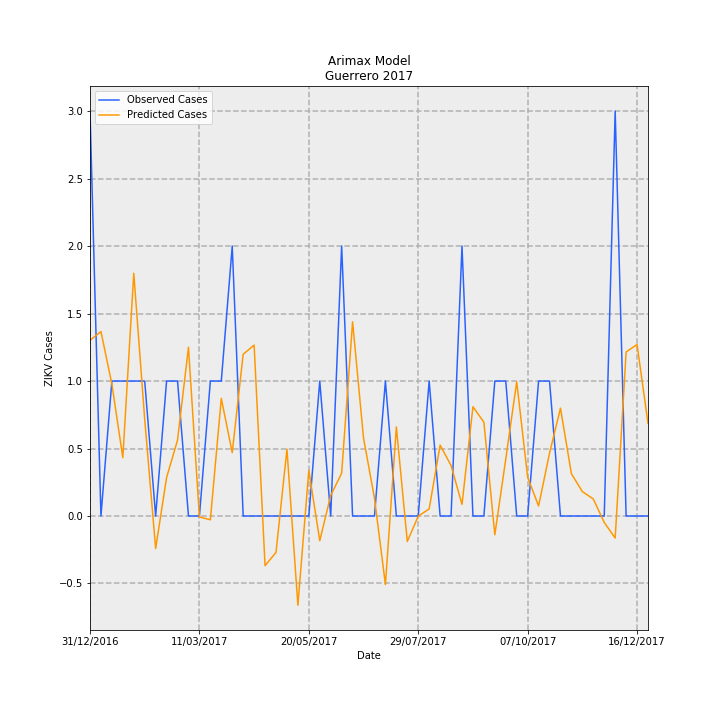 Arimax Model
Guerrero 2017
Observed Cases
Predicted Cases
3.0
2.5
2.0
1.5
1.0
0.5
0.0
−0.5
ZIKV Cases
31/12/2016 11/03/2017 20/05/2017 29/07/2017 07/10/2017 16/12/2017
Date